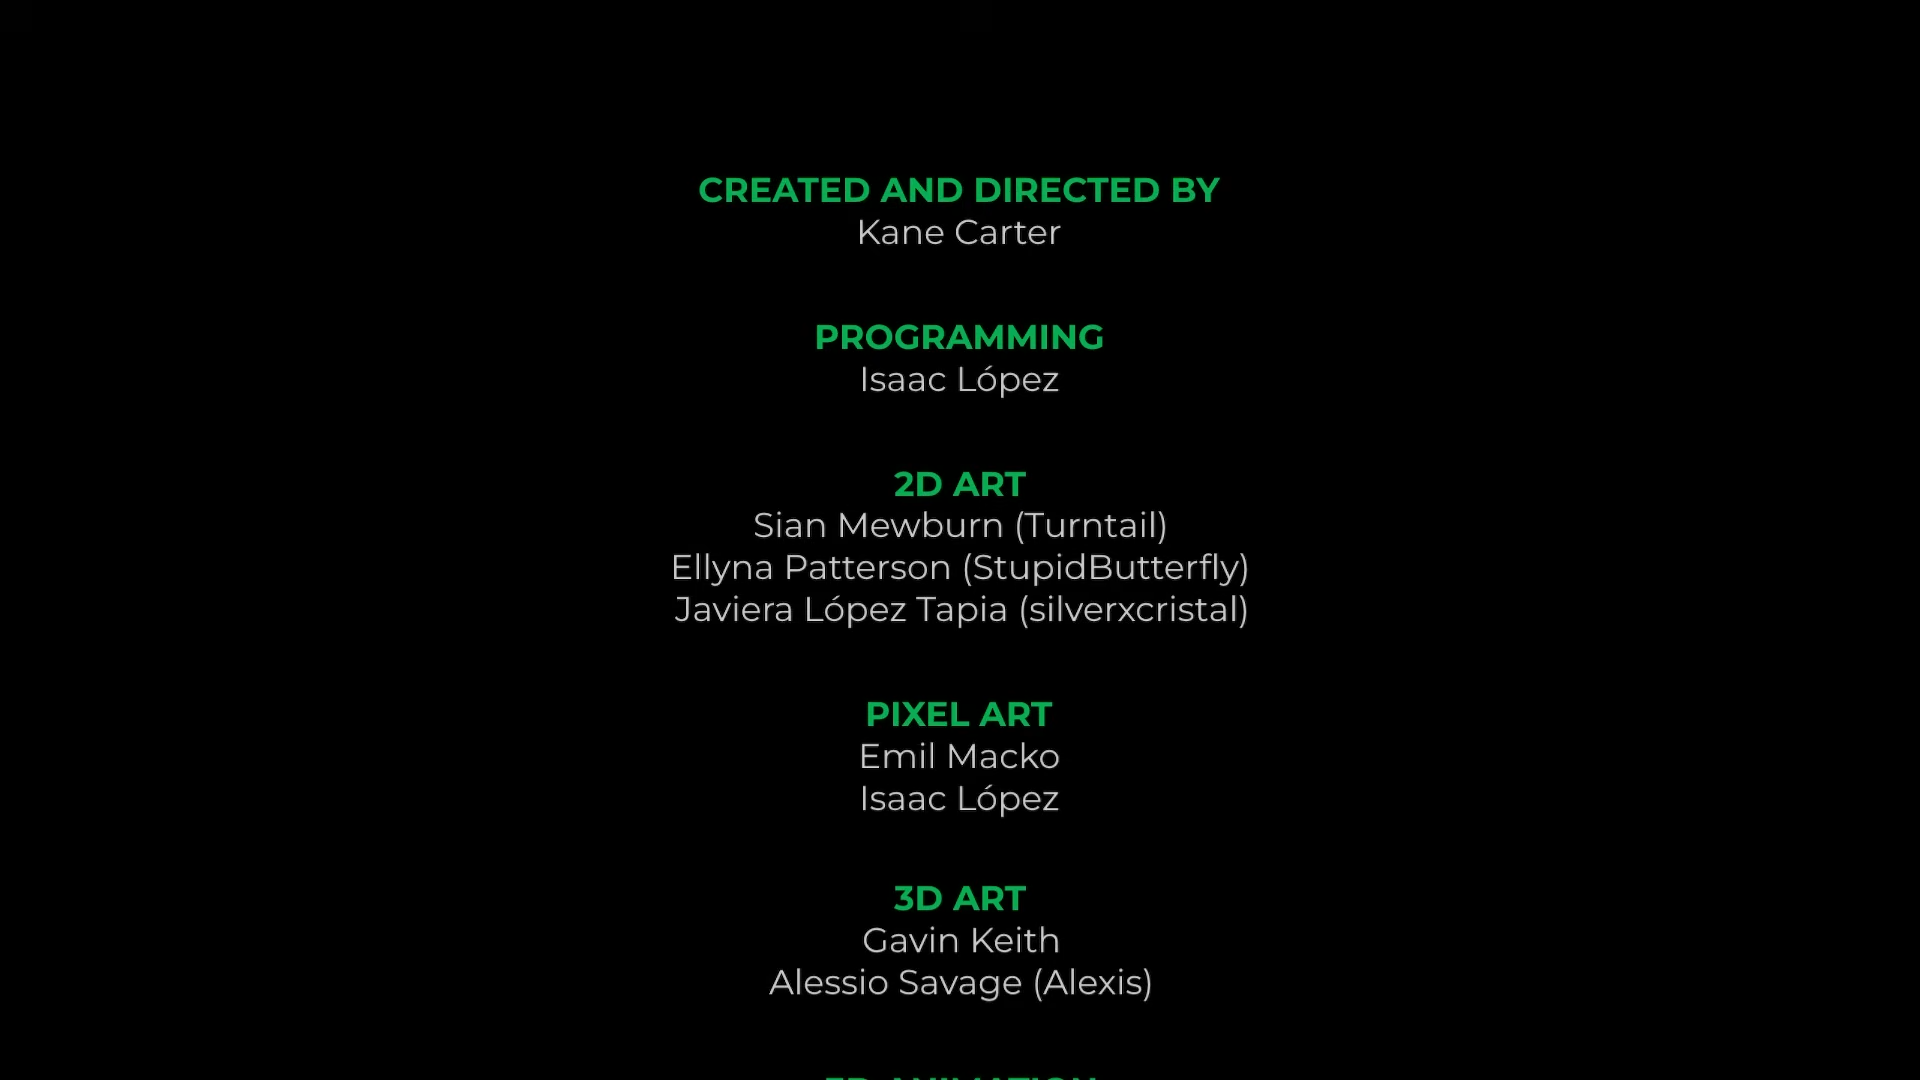 CREATED AND DIRECTED BY
Kane Carter
PROGRAMMING
Isaac López
2D ART
Sian Mewburn (Turntail)
Ellyna Patterson (StupidButterfly)
Javiera López Tapia (silverxcristal)
PIXEL ART
Emil Macko
Isaac López
3D ART
Gavin Keith
Alessio Savage (Alexis)